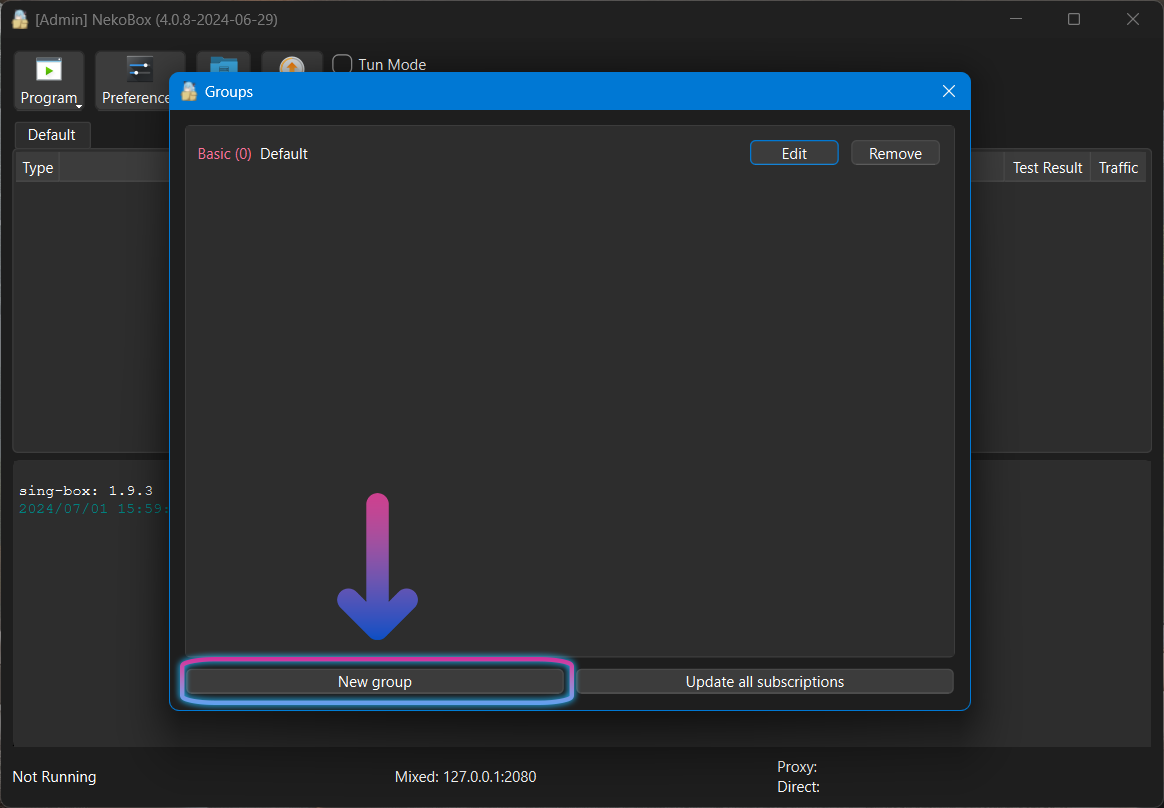 [Admin] NekoBox (4.0.8-2024-06-29)
Program
Preference
Tun Mode
Groups
Default
Basic (0) Default
Edit
Remove
Type
Test Result
Traffic
sing-box: 1.9.3
2024/07/01 15:59:
New group
Update all subscriptions
Not Running
Mixed: 127.0.0.1:2080
Proxy:
Direct: